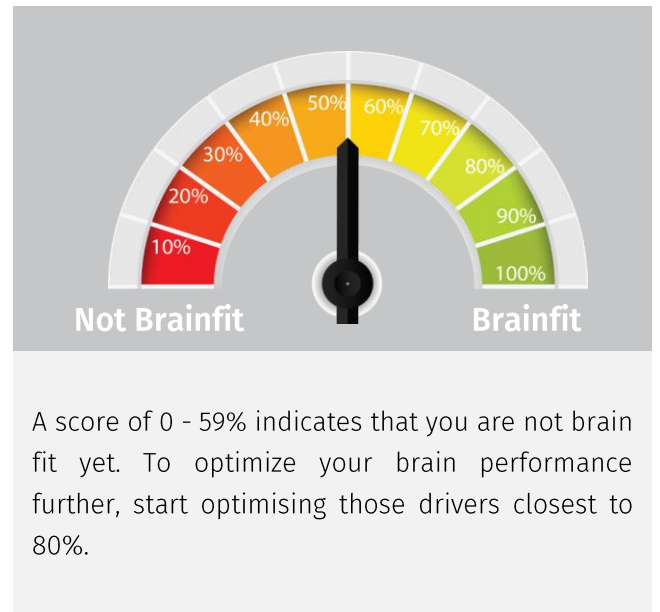 10%
20%
30%
40%
50%
60%
70%
80%
90%
100%
Not Brainfit
Brainfit
A score of 0 - 59% indicates that you are not brain
fit yet. To optimize your brain performance
further, start optimising those drivers closest to
80%.